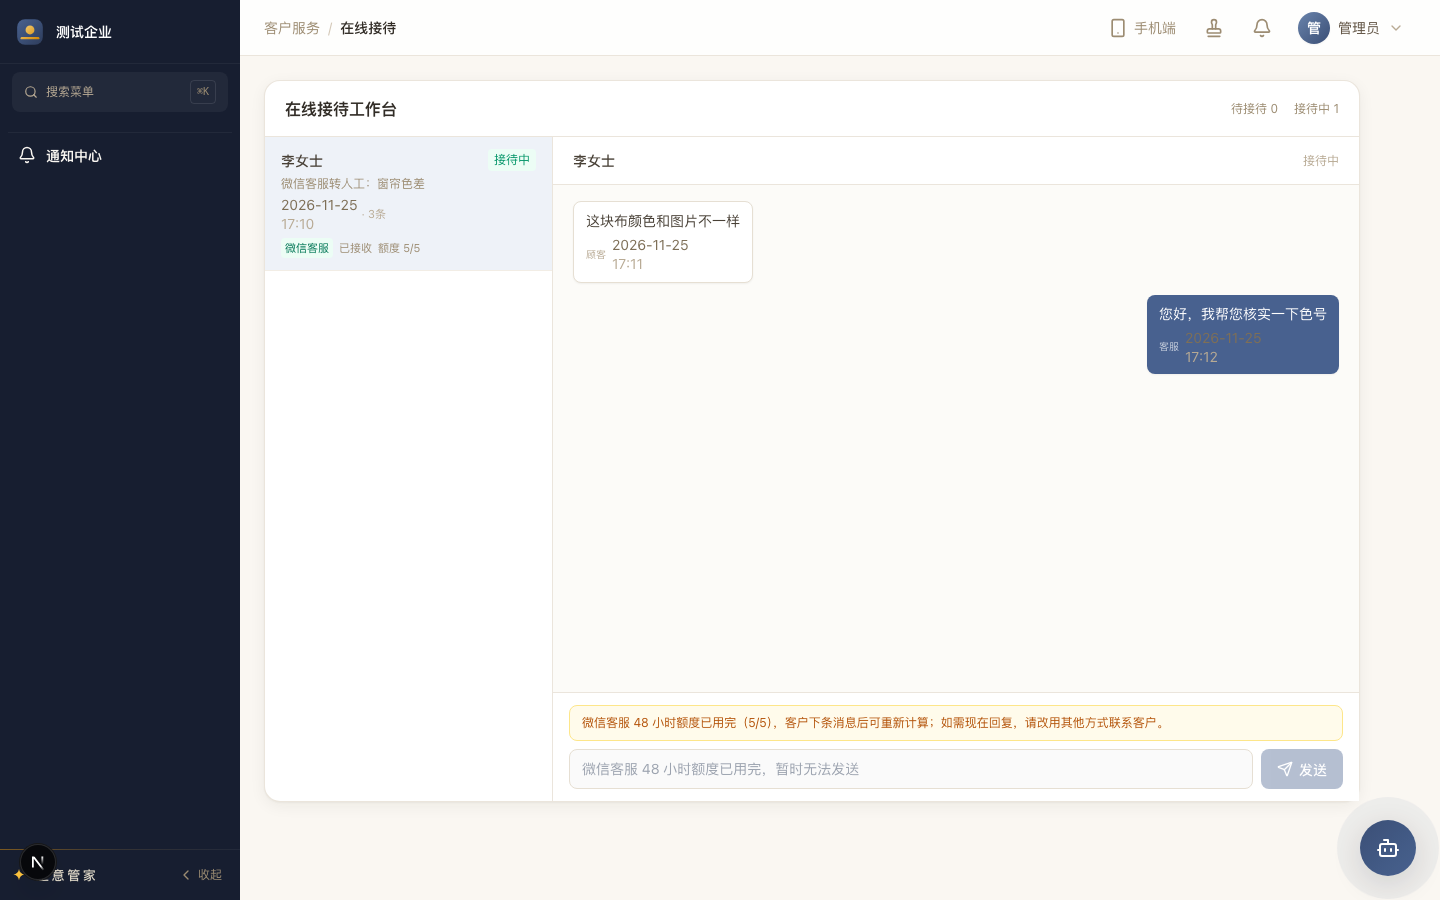 测试企业
搜索菜单 ⌘K
通知中心
意管家
收起
客户服务 / 在线接待
手机端
管 管理员
在线接待工作台
待接待 0 接待中 1
李女士 接待中
微信客服转人工：窗帘色差
2026-11-25
17:10
· 3条
微信客服 已接收 额度 5/5
李女士
接待中
这块布颜色和图片不一样
顾客
2026-11-25
17:11
您好，我帮您核实一下色号
客服
2026-11-25
17:12
微信客服 48 小时额度已用完（5/5），客户下条消息后可重新计算；如需现在回复，请改用其他方式联系客户。
微信客服 48 小时额度已用完，暂时无法发送
发送
N